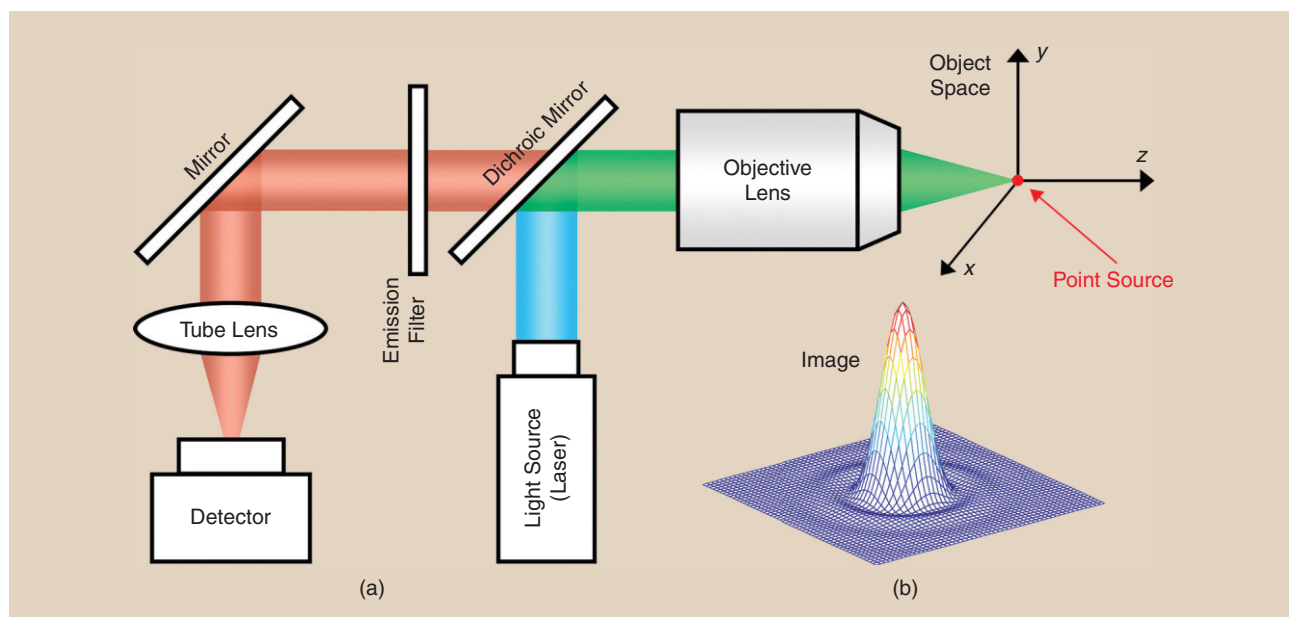 Mirror
Emission
Filter
Dichroic Mirror
Objective
Lens
Object
Space
y
z
x
Point Source
Tube Lens
Detector
Light Source
(Laser)
Image
(a)
(b)